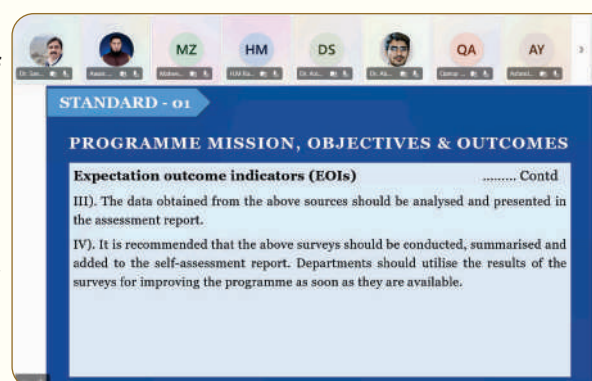 MZ HM DS QA AY
STANDARD - 01
PROGRAMME MISSION, OBJECTIVES & OUTCOMES
Expectation outcome indicators (EOIs) ......... Contd
III). The data obtained from the above sources should be analysed and presented in
the assessment report.
IV). It is recommended that the above surveys should be conducted, summarised and
added to the self-assessment report. Departments should utilise the results of the
surveys for improving the programme as soon as they are available.